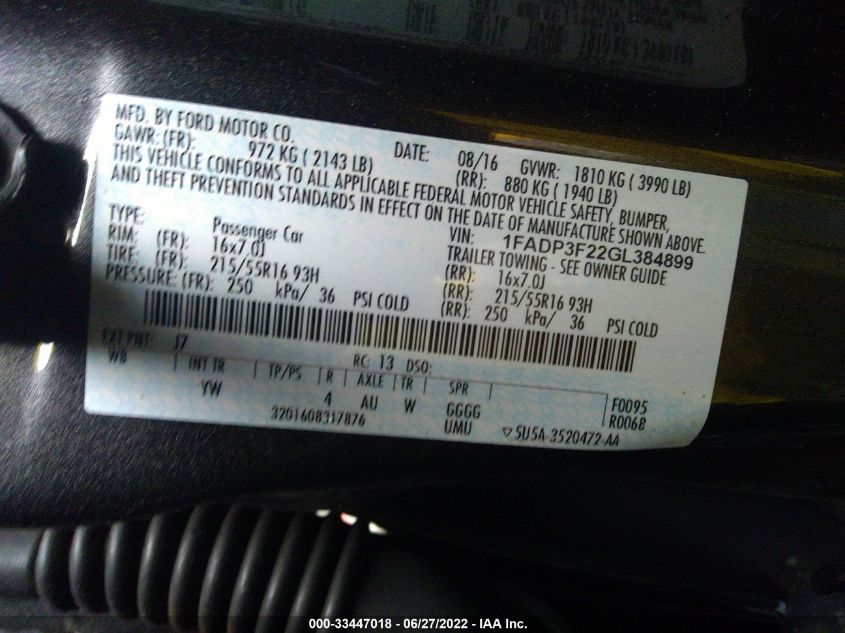 MFD. BY FORD MOTOR CO.
DATE: 08/16 GVWR: 1810 KG ( 3990 LB)
GAWR: (FR): 972 KG ( 2143 LB) (RR): 880 KG ( 1940 LB)
THIS VEHICLE CONFORMS TO ALL APPLICABLE FEDERAL MOTOR VEHICLE SAFETY, BUMPER,
AND THEFT PREVENTION STANDARDS IN EFFECT ON THE DATE OF MANUFACTURE SHOWN ABOVE.
TYPE: Passenger Car VIN: 1FADP3F22GL384899
TRAILER TOWING - SEE OWNER GUIDE
RIM: (FR): 16x7.0J (RR): 16x7.0J
TIRE: (FR): 215/55R16 93H (RR): 215/55R16 93H
PRESSURE: (FR): 250 kPa/ 36 PSI COLD (RR): 250 kPa/ 36 PSI COLD
EXT PNT: J7 RC: 13 DSO:
WB INT TR TP/PS R AXLE TR SPR F0095
YW 4 AU W GGGG R0068
3201608317876 UMU 5U5A-3520472-AA
000-33447018 - 06/27/2022 - IAA Inc.